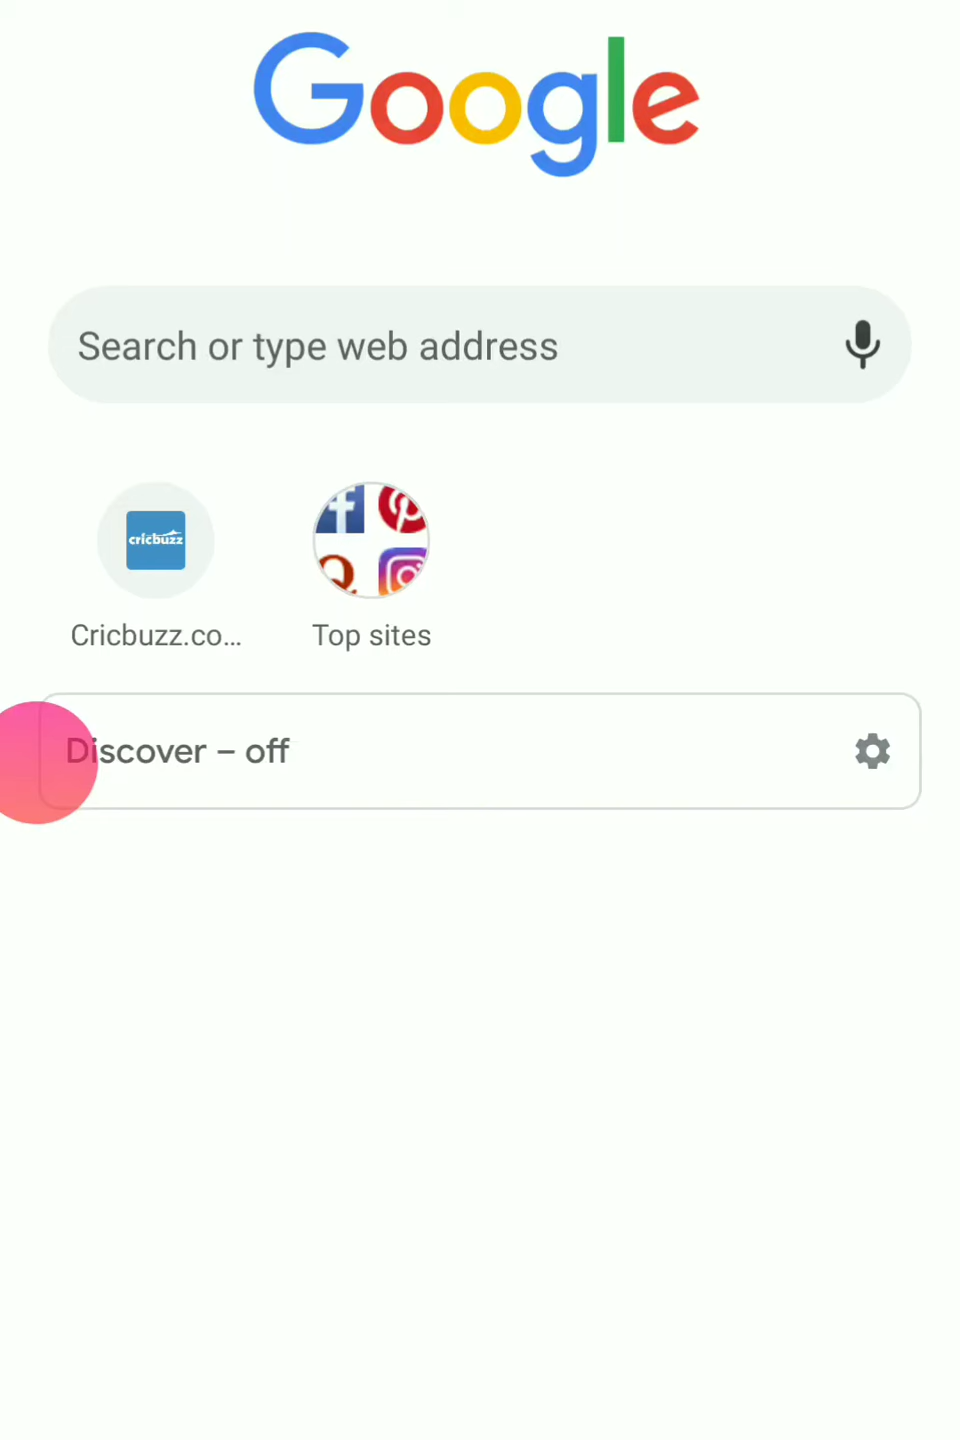 Google
Search or type web address
cricbuzz
Cricbuzz.co...
Top sites
Discover – off